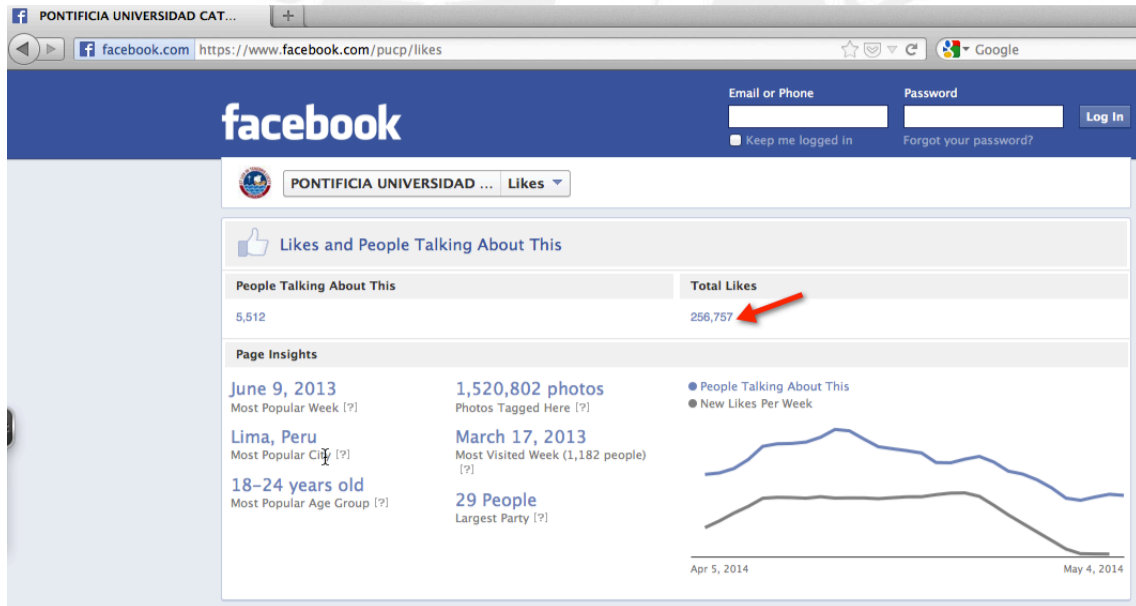 PONTIFICIA UNIVERSIDAD CAT...
facebook.com https://www.facebook.com/pucp/likes
Google
facebook
Email or Phone
Password
Log In
Keep me logged in
Forgot your password?
PONTIFICIA UNIVERSIDAD ... Likes
Likes and People Talking About This
People Talking About This
Total Likes
5,512
256,757
Page Insights
June 9, 2013
Most Popular Week [?]
Lima, Peru
Most Popular City [?]
18-24 years old
Most Popular Age Group [?]
1,520,802 photos
Photos Tagged Here [?]
March 17, 2013
Most Visited Week (1,182 people)
[?]
29 People
Largest Party [?]
People Talking About This
New Likes Per Week
Apr 5, 2014
May 4, 2014